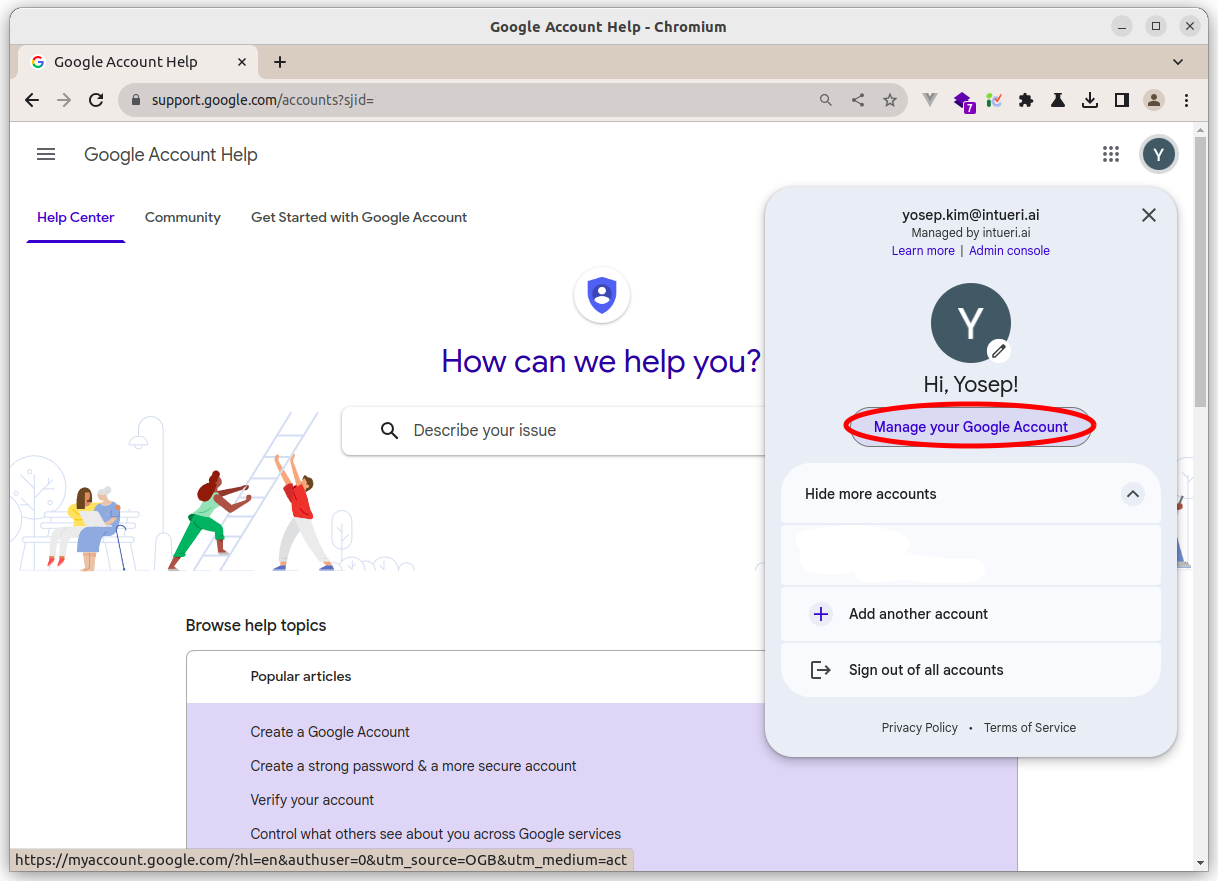 Google Account Help - Chromium
Google Account Help
support.google.com/accounts?sjid=
7
Google Account Help
Y
Help Center
Community
Get Started with Google Account
yosep.kim@intueri.ai
Managed by intueri.ai
Learn more | Admin console
Y
Hi, Yosep!
Manage your Google Account
How can we help you?
Describe your issue
Hide more accounts
Add another account
Sign out of all accounts
Privacy Policy • Terms of Service
Browse help topics
Popular articles
Create a Google Account
Create a strong password & a more secure account
Verify your account
Control what others see about you across Google services
https://myaccount.google.com/?hl=en&authuser=0&utm_source=OGB&utm_medium=act